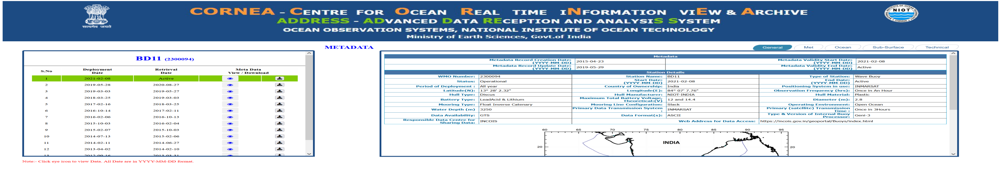 सत्यमेव जयते
CORNEA - CENTRE FOR OCEAN REAL TIME INFORMATION VIEW & ARCHIVE
ADDRESS - ADVANCED DATA RECEPTION AND ANALYSIS SYSTEM
OCEAN OBSERVATION SYSTEMS, NATIONAL INSTITUTE OF OCEAN TECHNOLOGY
Ministry of Earth Sciences, Govt.of India
NIOT
METADATA
BD11 (2300094)
S.No Deployment Date Retrieval Date Meta Data View / Download
1 2021-02-08 Active
2 2019-05-28 2020-08-27
3 2019-03-03 2019-05-27
4 2018-03-25 2019-03-03
5 2017-02-16 2018-03-25
6 2016-10-14 2017-02-11
7 2016-02-06 2016-10-13
8 2015-10-03 2016-02-04
9 2015-02-07 2015-10-03
10 2014-07-13 2015-02-06
11 2014-02-11 2014-06-27
12 2013-04-02 2014-02-10
13 2012-09-16 2013-03-31
Note:- Click eye icon to view Data. All Date are in YYYY-MM-DD format.
General Met Ocean Sub-Surface Technical
Metadata
Metadata Record Creation Date: (YYYY-MM-DD) 2015-04-23 Metadata Validity Start Date: (YYYY-MM-DD) 2021-02-08
Metadata Record Update Date: (YYYY-MM-DD) 2019-05-29 Metadata Validity End Date: (YYYY-MM-DD) Active
Station Details
WMO Number: 2300094 Station Name: BD11 Type of Station: Wave Buoy
Status: Operational Start Date: (YYYY-MM-DD) 2021-02-08 End Date: (YYYY-MM-DD) Active
Period of Deployment : All year Country of Ownership: India Positioning System in use: INMARSAT
Latitude(N): 13° 28' 2.32" Longitude(E): 84° 07' 7.76" Observation Frequency (hrs): Once in An Hour
Hull Type: Discus Hull Manufacturer: NIOT-INDIA Hull Material: Plastic
Battery Type: LeadAcid & Lithium Maximum Total Battery Voltage, Theoretical:(V) 12 and 14.4 Diameter (m): 2.8
Mooring Type: Float Inverse Catenary Mooring Line Configuration: Slack Operating Environment: Open Ocean
Water Depth (m) 3250 Primary Data Transmission System : INMARSAT Primary (satellite) Transmission Time : Once in 3Hours
Data Availability: GTS Data Format(s): ASCII Type & Version of Internal Buoy Processor: Geni-3
Responsible Data Centre for Sharing Data: INCOIS Web Address for Data Access: https://incois.gov.in/geoportal/Buoys/index.html
60 65 70 75 80 85 90 95
INDIA
20 20